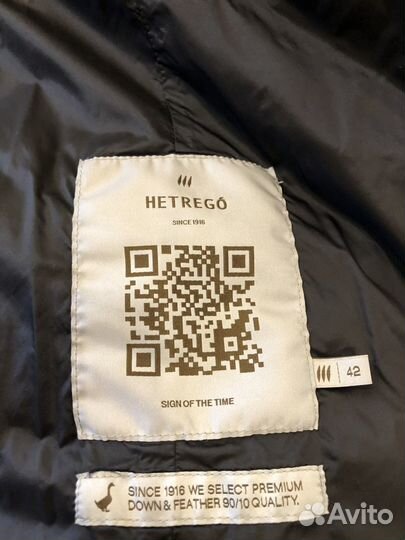 HETREGÓ
SINCE 1916
SIGN OF THE TIME
42
SINCE 1916 WE SELECT PREMIUM
DOWN & FEATHER 90/10 QUALITY.
Avito